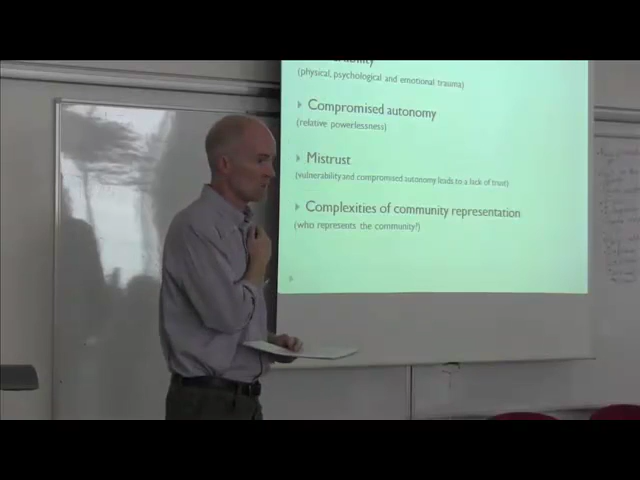 (physical, psychological and emotional trauma)
Compromised autonomy
(relative powerlessness)
Mistrust
(vulnerability and compromised autonomy leads to a lack of trust)
Complexities of community representation
(who represents the community?)